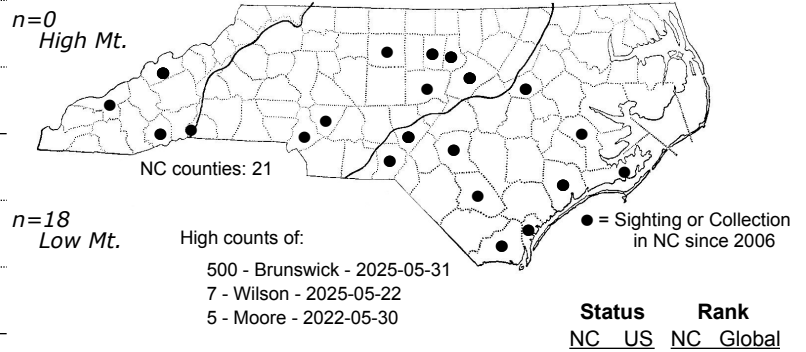 n=0
High Mt.
NC counties: 21
n=18
Low Mt.
High counts of:
500 - Brunswick - 2025-05-31
7 - Wilson - 2025-05-22
5 - Moore - 2022-05-30
● = Sighting or Collection
in NC since 2006
Status Rank
NC US NC Global